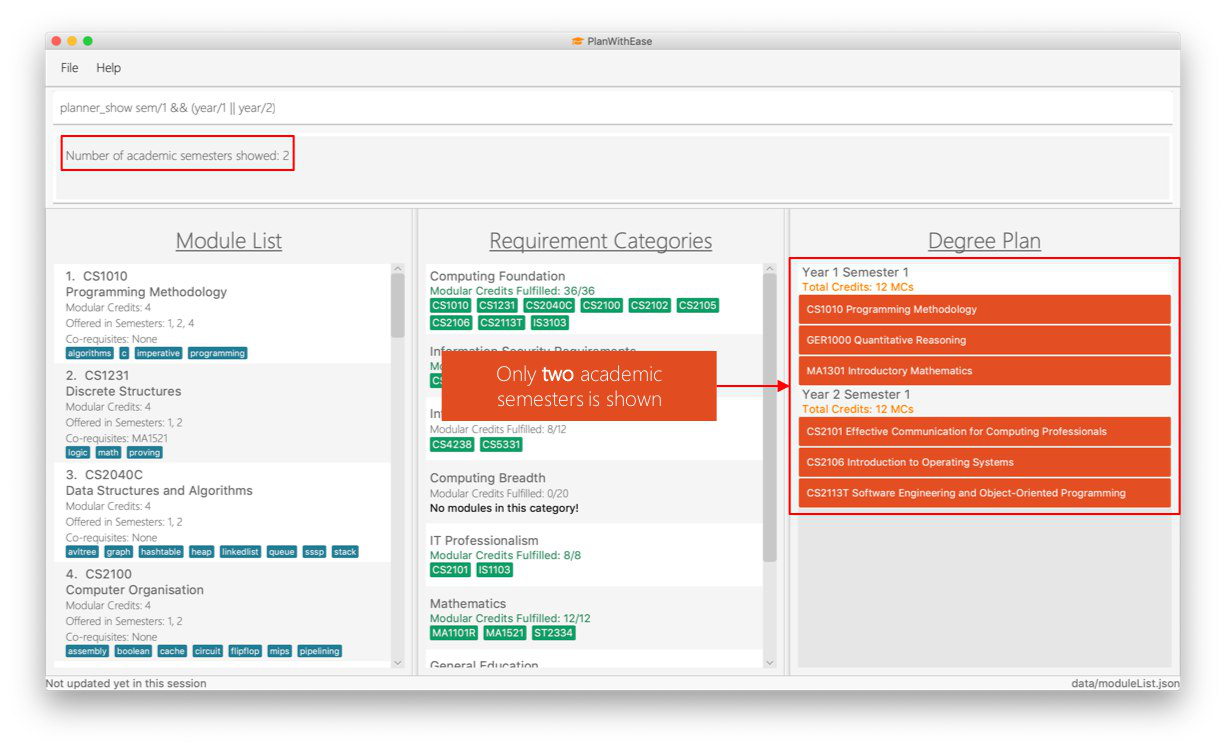 PlanWithEase
File Help
planner_show sem/1 && (year/1 || year/2)
Number of academic semesters showed: 2
Module List
1. CS1010
Programming Methodology
Modular Credits: 4
Offered in Semesters: 1, 2, 4
Co-requisites: None
algorithms c imperative programming
2. CS1231
Discrete Structures
Modular Credits: 4
Offered in Semesters: 1, 2
Co-requisites: MA1521
logic math proving
3. CS2040C
Data Structures and Algorithms
Modular Credits: 4
Offered in Semesters: 1, 2
Co-requisites: None
avltree graph hashtable heap linkedlist queue sssp stack
4. CS2100
Computer Organisation
Modular Credits: 4
Offered in Semesters: 1, 2
Co-requisites: None
assembly boolean cache circuit flipflop mips pipelining
Requirement Categories
Computing Foundation
Modular Credits Fulfilled: 36/36
CS1010 CS1231 CS2040C CS2100 CS2102 CS2105
CS2106 CS2113T IS3103
Information Security Requirements
Only two academic
semesters is shown
Modular Credits Fulfilled: 8/12
CS4238 CS5331
Computing Breadth
Modular Credits Fulfilled: 0/20
No modules in this category!
IT Professionalism
Modular Credits Fulfilled: 8/8
CS2101 IS1103
Mathematics
Modular Credits Fulfilled: 12/12
MA1101R MA1521 ST2334
General Education
Degree Plan
Year 1 Semester 1
Total Credits: 12 MCs
CS1010 Programming Methodology
GER1000 Quantitative Reasoning
MA1301 Introductory Mathematics
Year 2 Semester 1
Total Credits: 12 MCs
CS2101 Effective Communication for Computing Professionals
CS2106 Introduction to Operating Systems
CS2113T Software Engineering and Object-Oriented Programming
Not updated yet in this session
data/moduleList.json